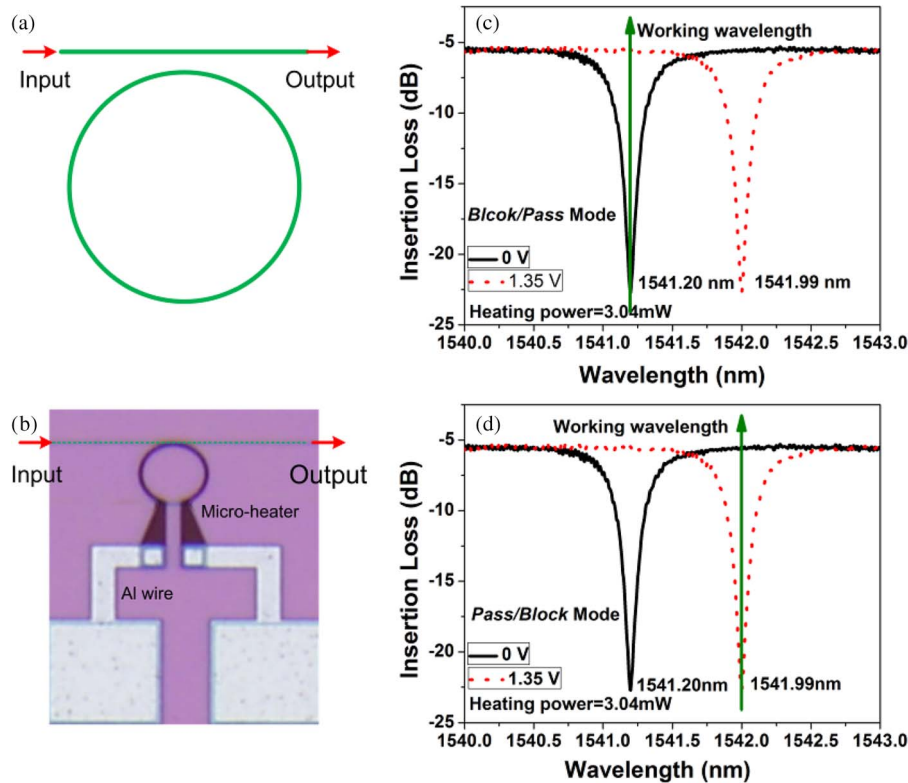 (a)
Input
Output
(b)
Input
Output
Micro-heater
Al wire
(c)
Working wavelength
Insertion Loss (dB)
-5
-10
-15
-20
-25
Blcok/Pass Mode
0 V
1.35 V
1541.20 nm
1541.99 nm
Heating power=3.04mW
1540.0 1540.5 1541.0 1541.5 1542.0 1542.5 1543.0
Wavelength (nm)
(d)
Working wavelength
Insertion Loss (dB)
-5
-10
-15
-20
-25
Pass/Block Mode
0 V
1.35 V
1541.20nm
1541.99nm
Heating power=3.04mW
1540.0 1540.5 1541.0 1541.5 1542.0 1542.5 1543.0
Wavelength (nm)